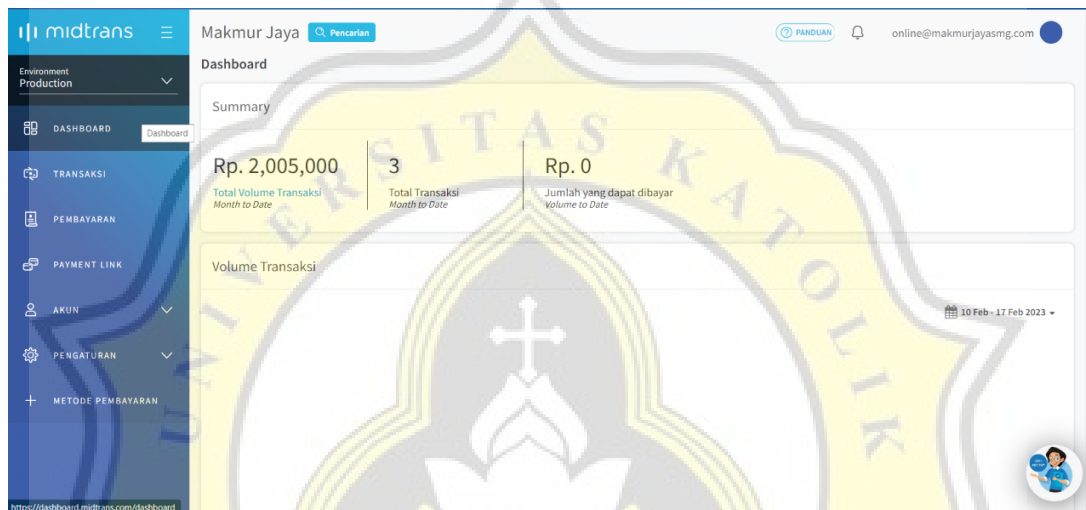 midtrans
Makmur Jaya
Pencarian
PANDUAN
online@makmurjayasmg.com
Environment
Production
Dashboard
Summary
DASHBOARD
Dashboard
TRANSAKSI
PEMBAYARAN
PAYMENT LINK
AKUN
PENGATURAN
METODE PEMBAYARAN
Rp. 2,005,000
Total Volume Transaksi
Month to Date
3
Total Transaksi
Month to Date
Rp. 0
Jumlah yang dapat dibayar
Volume to Date
Volume Transaksi
10 Feb - 17 Feb 2023
https://dashboard.midtrans.com/dashboard
UNIVERSITAS KATOLIK